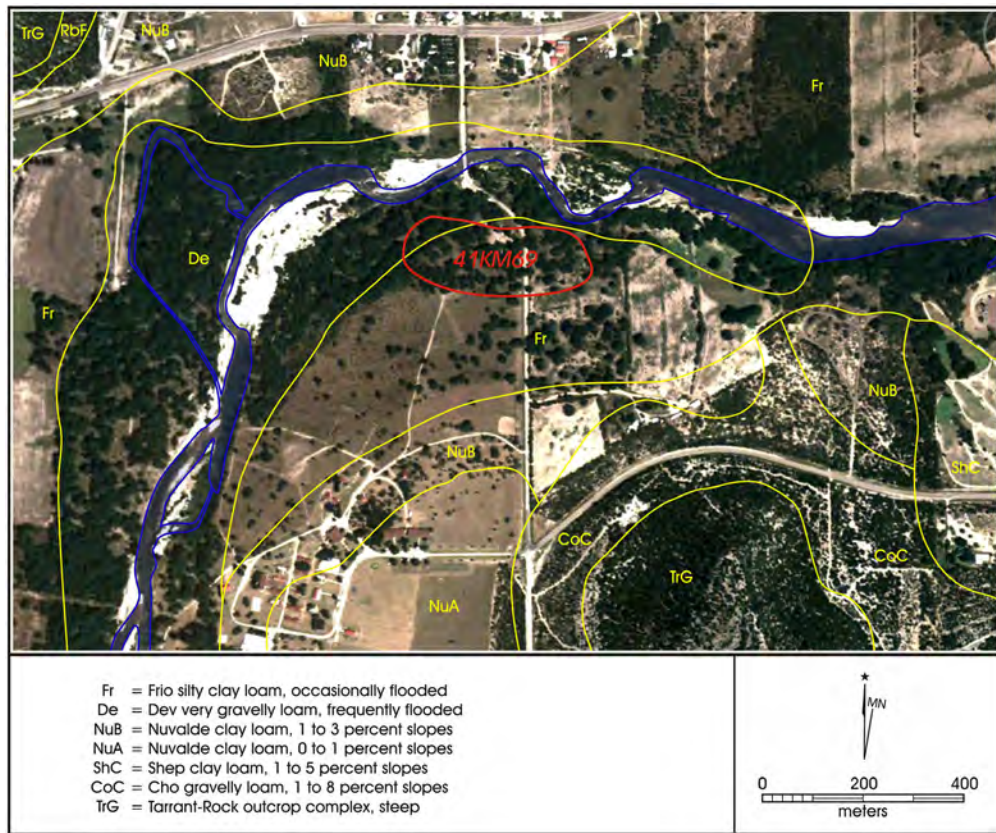 TrG
RbF
NuB
NuB
Fr
De
41KM69
Fr
Fr
NuB
NuB
ShC
CoC
CoC
TrG
NuA
Fr = Frio silty clay loam, occasionally flooded
De = Dev very gravelly loam, frequently flooded
NuB = Nuvalde clay loam, 1 to 3 percent slopes
NuA = Nuvalde clay loam, 0 to 1 percent slopes
ShC = Shep clay loam, 1 to 5 percent slopes
CoC = Cho gravelly loam, 1 to 8 percent slopes
TrG = Tarrant-Rock outcrop complex, steep
MN
0 200 400
meters